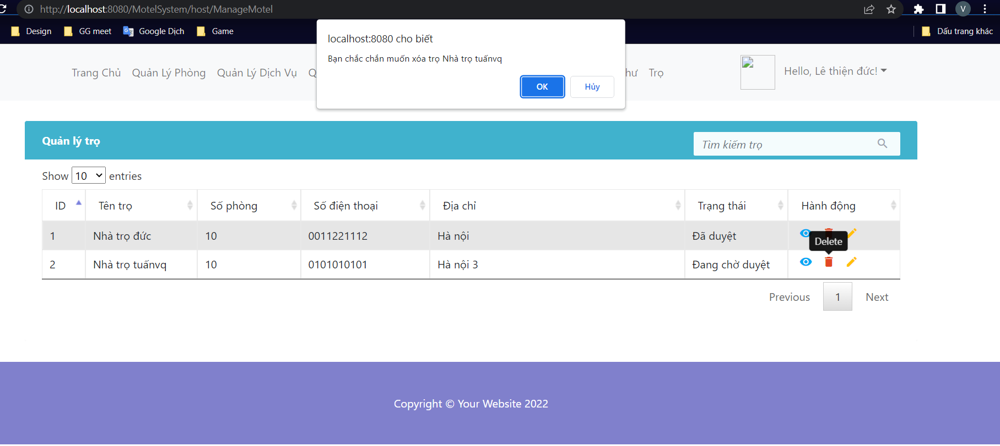 http://localhost:8080/MotelSystem/host/ManageMotel
V
Design GG meet Google Dịch Game Dấu trang khác
localhost:8080 cho biết
Bạn chắc chắn muốn xóa trọ Nhà trọ tuấnvq
OK Hủy
Trang Chủ Quản Lý Phòng Quản Lý Dịch Vụ Q hư Trọ Hello, Lê thiện đức!
Quản lý trọ Tìm kiếm trọ
Show 10 entries
ID Tên trọ Số phòng Số điện thoại Địa chỉ Trạng thái Hành động
1 Nhà trọ đức 10 0011221112 Hà nội Đã duyệt
Delete
2 Nhà trọ tuấnvq 10 0101010101 Hà nội 3 Đang chờ duyệt
Previous 1 Next
Copyright © Your Website 2022